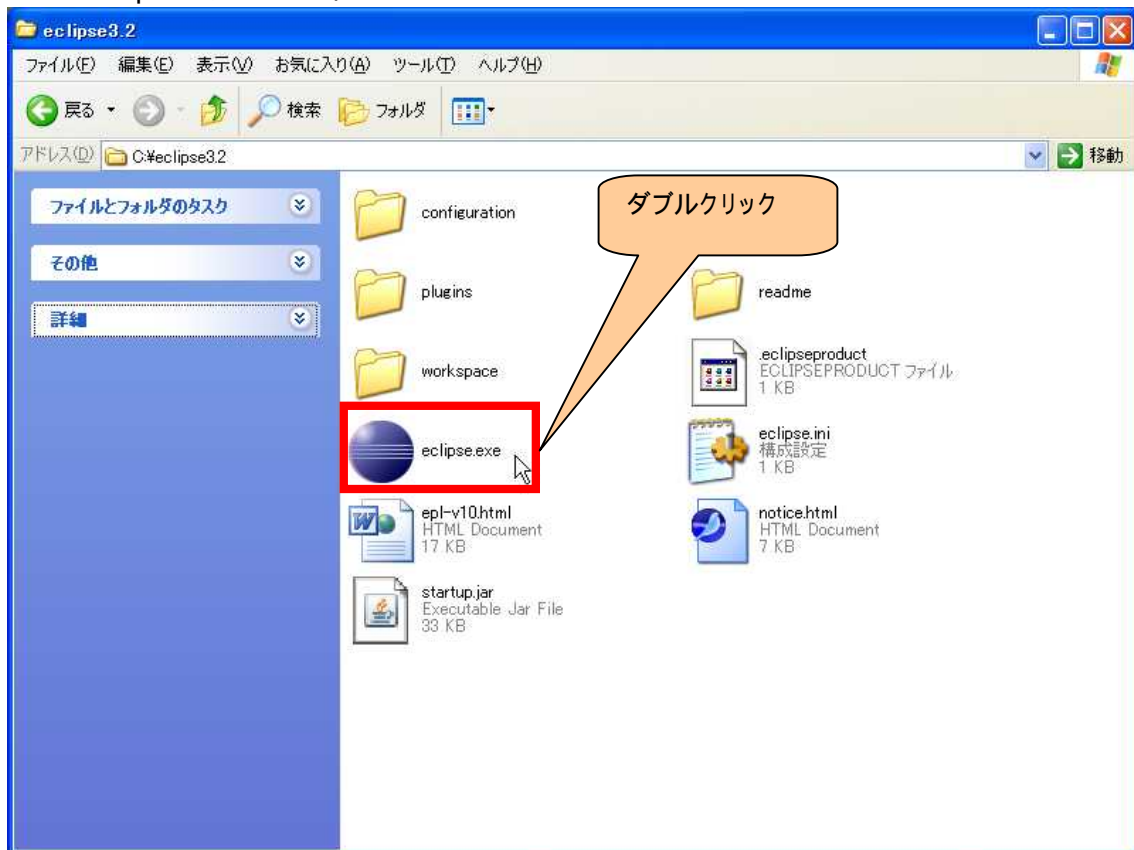 eclipse3.2
ファイル(F) 編集(E) 表示(V) お気に入り(A) ツール(T) ヘルプ(H)
戻る 検索 フォルダ
アドレス(D) C:¥eclipse3.2 移動
ファイルとフォルダのタスク
その他
詳細
configuration
ダブルクリック
plugins
readme
workspace
.eclipseproduct
ECLIPSEPRODUCT ファイル
1 KB
eclipse.exe
eclipse.ini
構成設定
1 KB
epl-v10.html
HTML Document
17 KB
notice.html
HTML Document
7 KB
startup.jar
Executable Jar File
33 KB